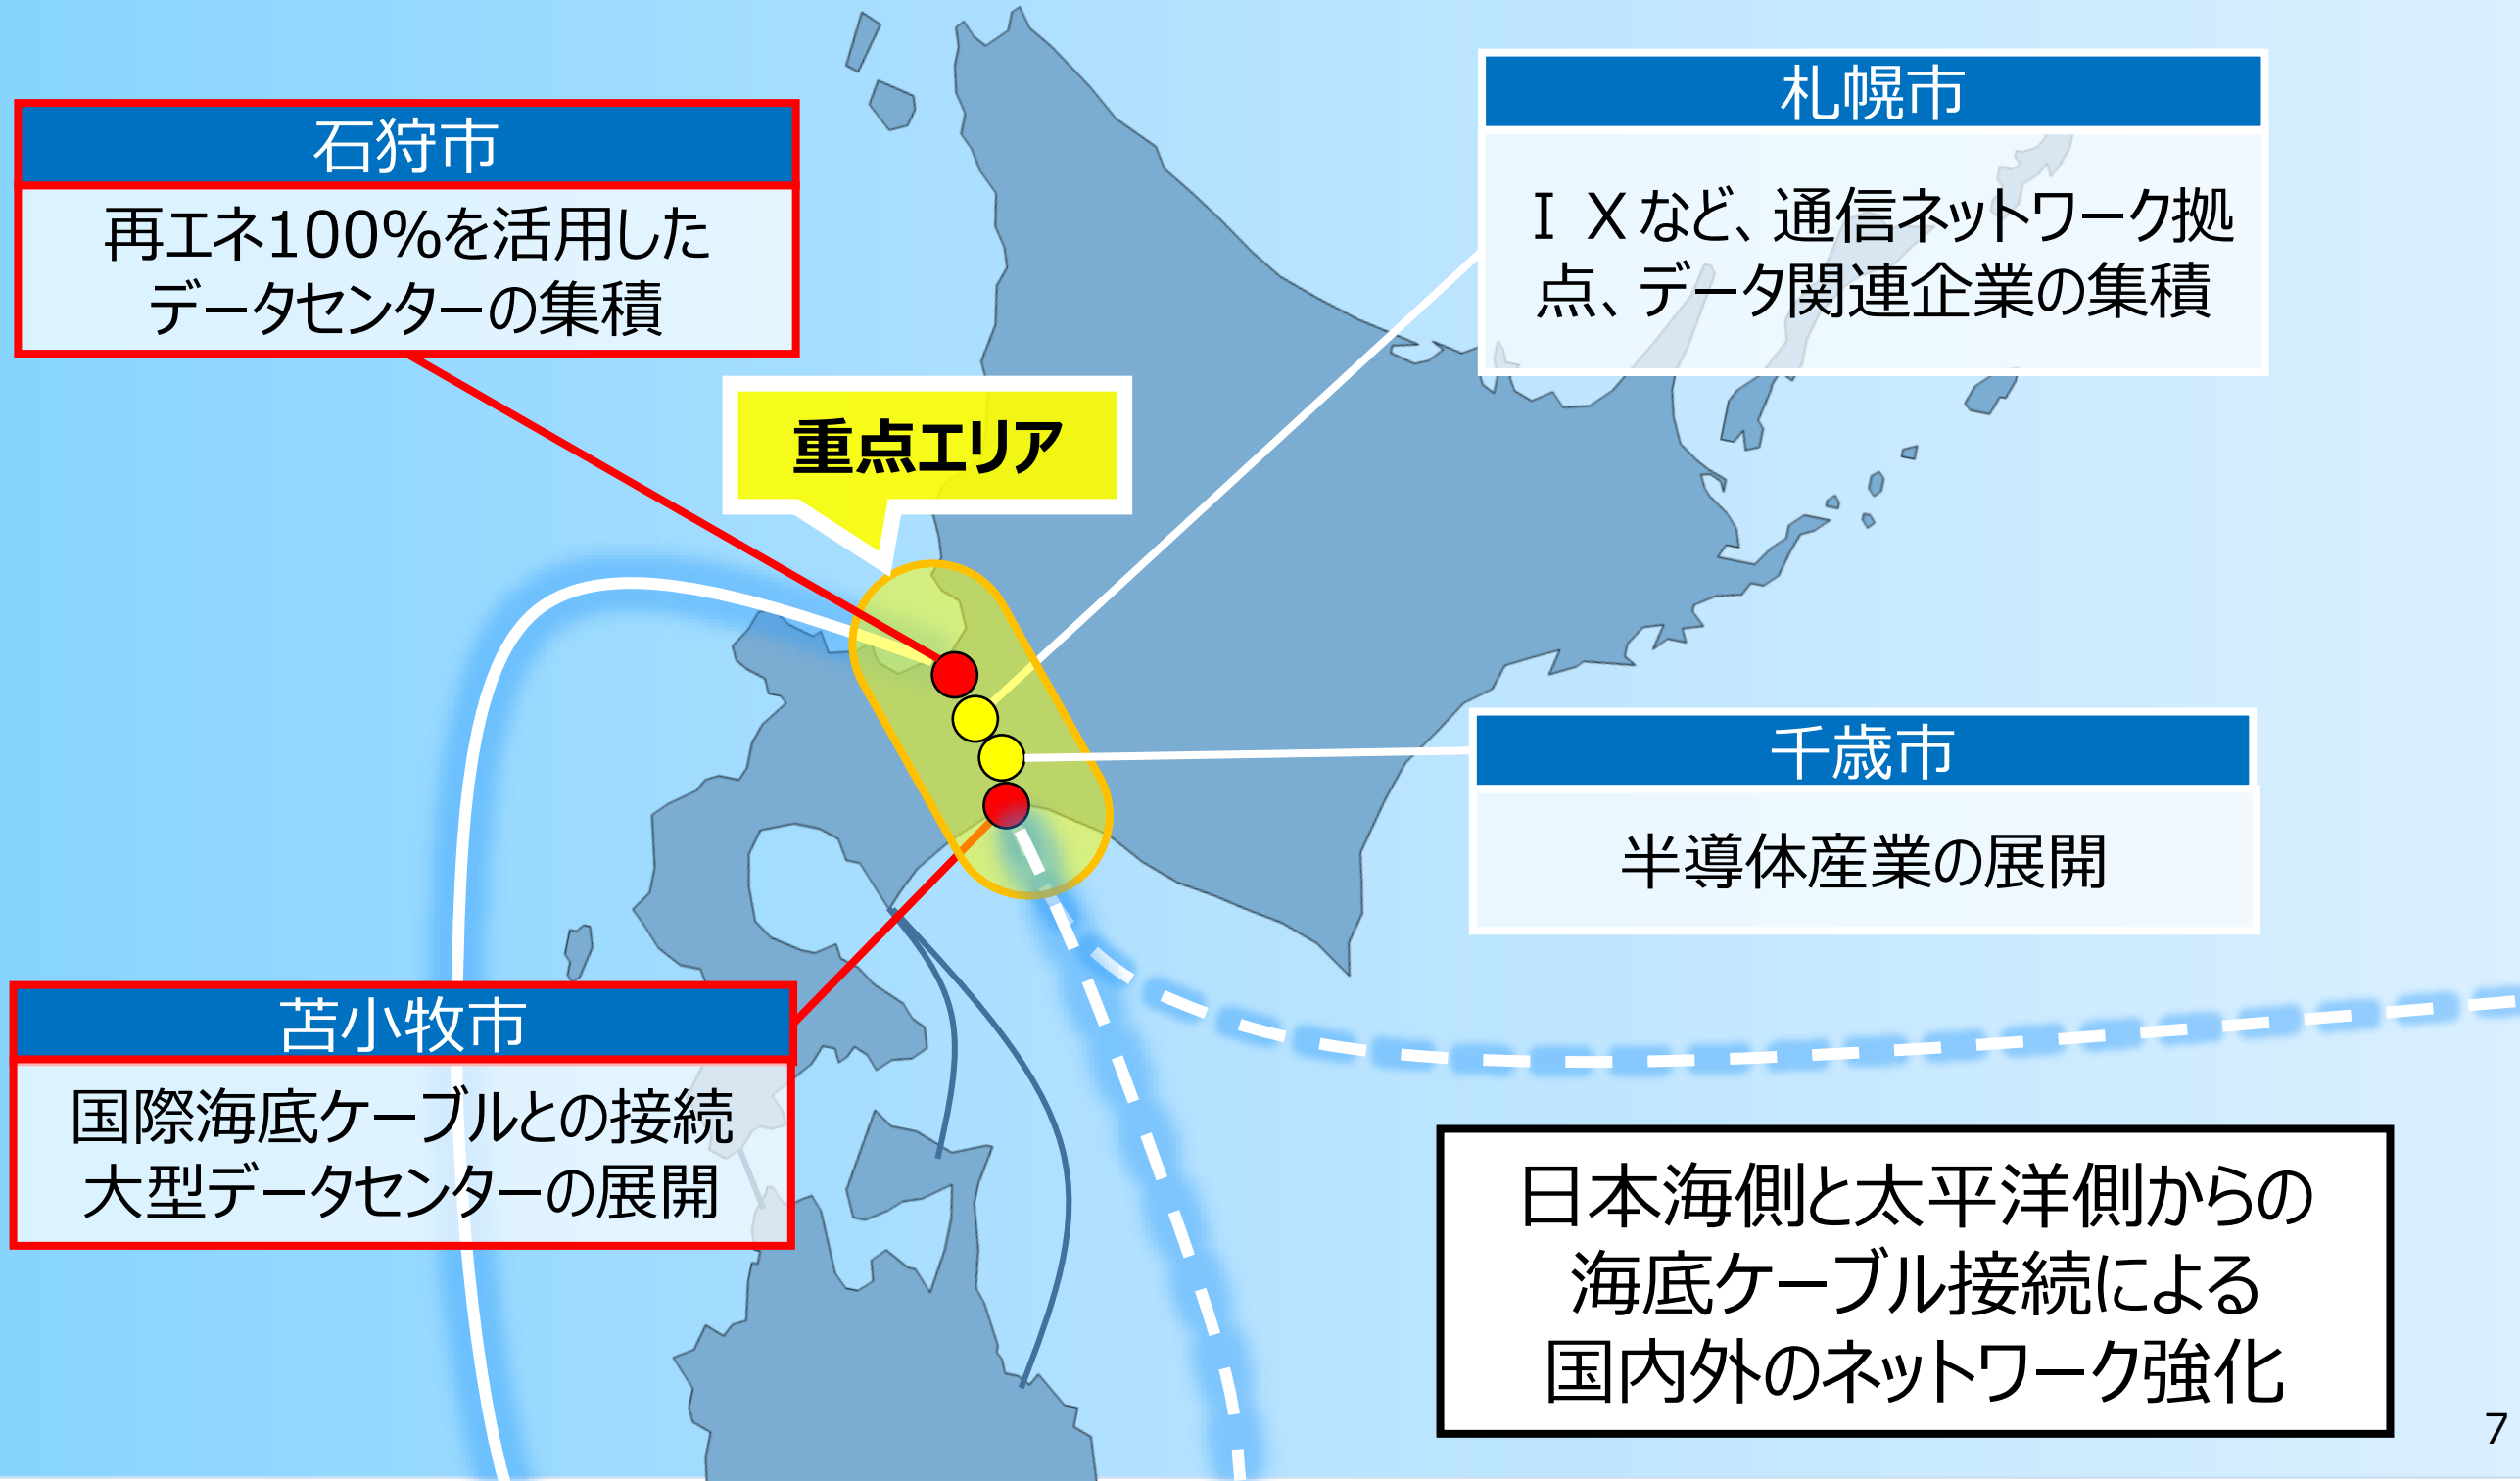 石狩市
再エネ100%を活用した
データセンターの集積
札幌市
ＩＸなど、通信ネットワーク拠
点、データ関連企業の集積
重点エリア
千歳市
半導体産業の展開
苫小牧市
国際海底ケーブルとの接続
大型データセンターの展開
日本海側と太平洋側からの
海底ケーブル接続による
国内外のネットワーク強化
7